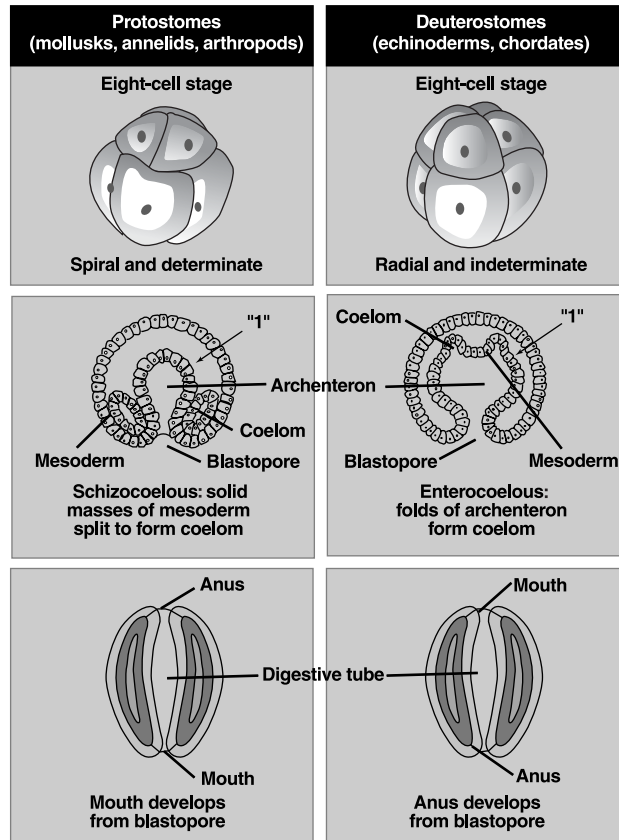 Protostomes
(mollusks, annelids, arthropods)
Deuterostomes
(echinoderms, chordates)
Eight-cell stage
Eight-cell stage
Spiral and determinate
Radial and indeterminate
"1"
Coelom
"1"
Archenteron
Coelom
Mesoderm
Blastopore
Blastopore
Mesoderm
Schizocoelous: solid
masses of mesoderm
split to form coelom
Enterocoelous:
folds of archenteron
form coelom
Anus
Mouth
Digestive tube
Mouth
Anus
Mouth develops
from blastopore
Anus develops
from blastopore